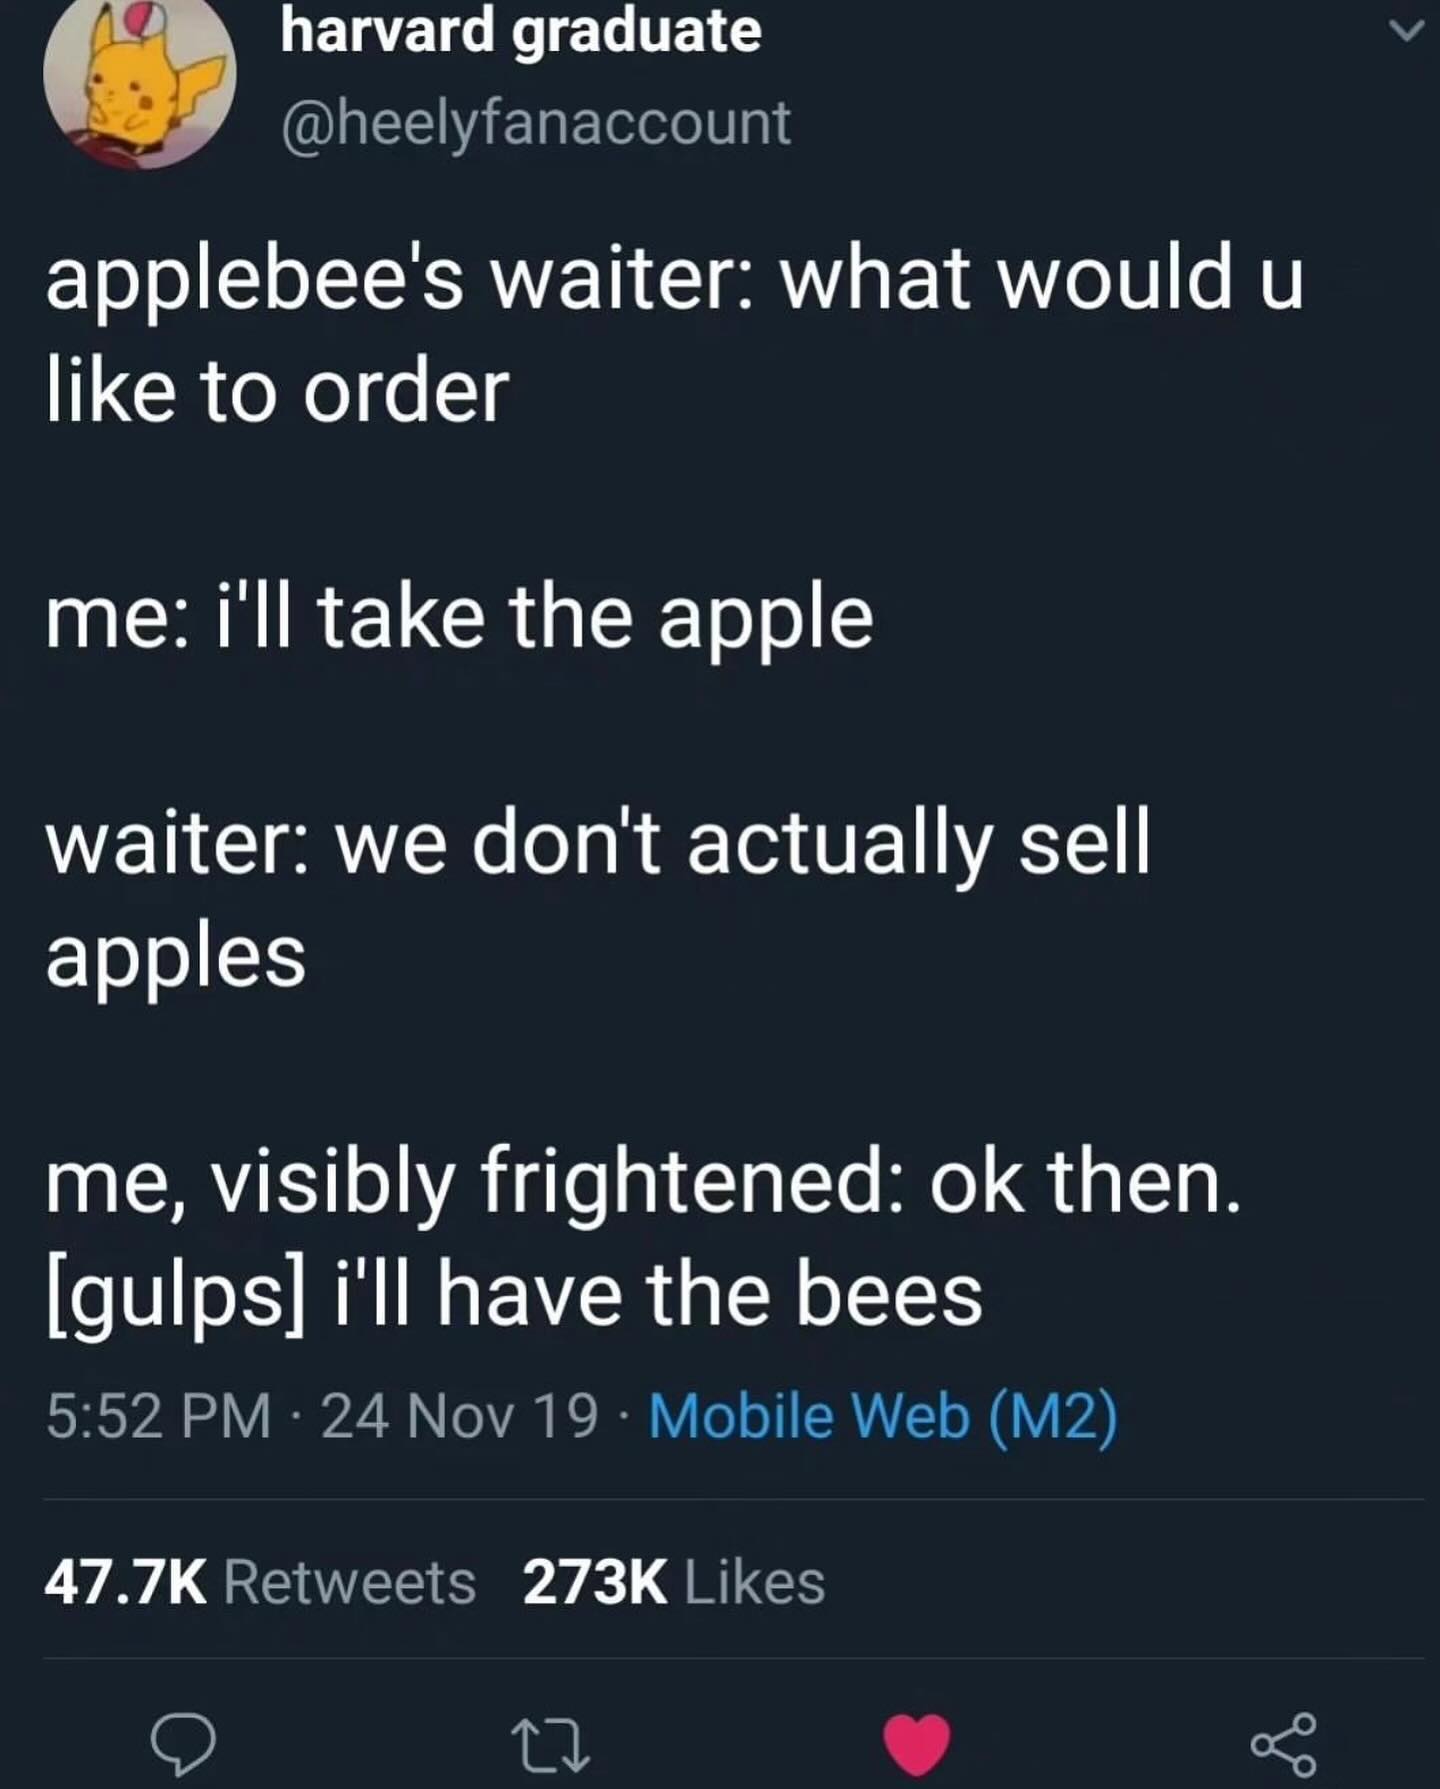 harvard graduate
@heelyfanaccount
applebee's waiter: what would u
like to order
me: i'll take the apple
waiter: we don't actually sell
apples
me, visibly frightened: ok then.
[gulps] i'll have the bees
5:52 PM · 24 Nov 19 · Mobile Web (M2)
47.7K Retweets 273K Likes